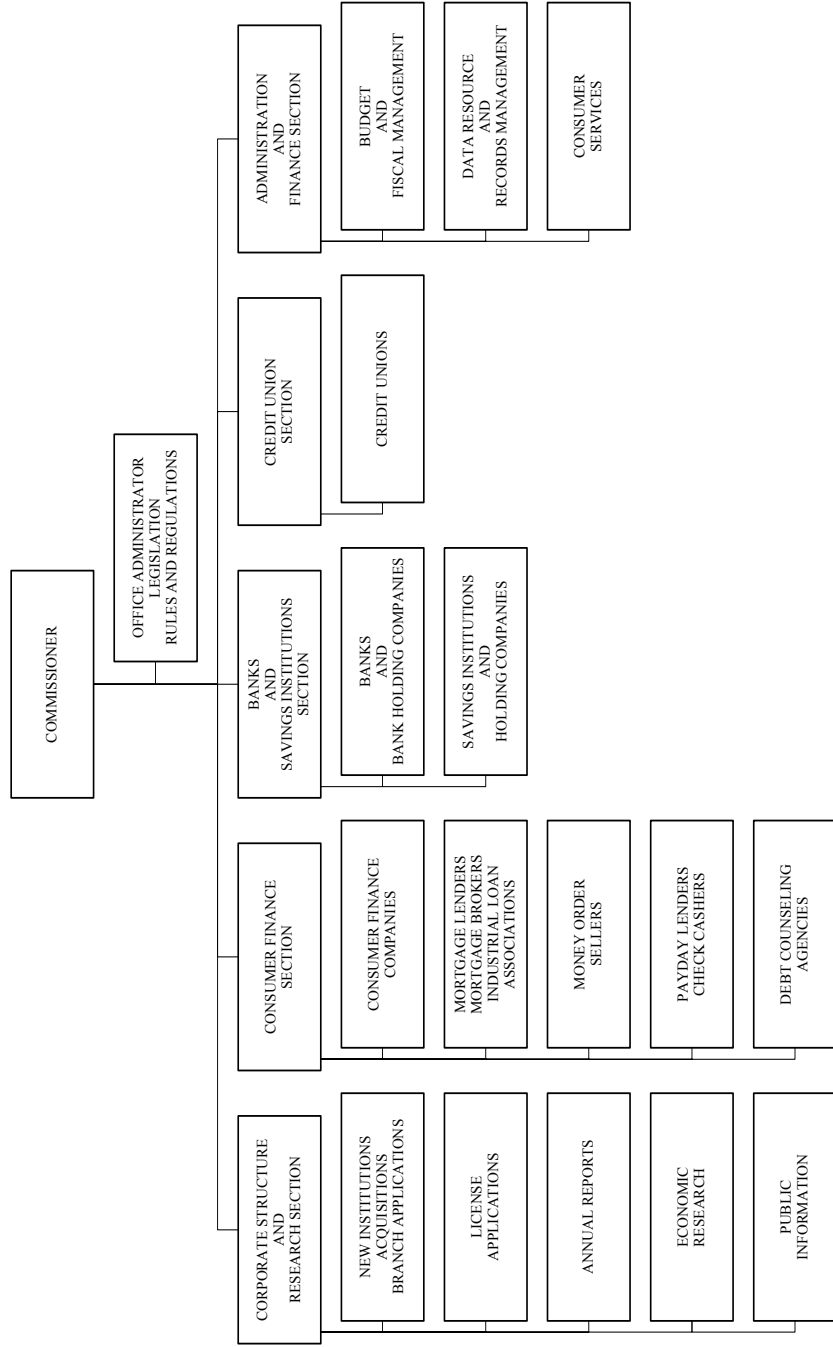 COMMISSIONER
OFFICE ADMINISTRATOR
LEGISLATION
RULES AND REGULATIONS
CORPORATE STRUCTURE
AND
RESEARCH SECTION
NEW INSTITUTIONS
ACQUISITIONS
BRANCH APPLICATIONS
LICENSE
APPLICATIONS
ANNUAL REPORTS
ECONOMIC
RESEARCH
PUBLIC
INFORMATION
CONSUMER FINANCE
SECTION
CONSUMER FINANCE
COMPANIES
MORTGAGE LENDERS
MORTGAGE BROKERS
INDUSTRIAL LOAN
ASSOCIATIONS
MONEY ORDER
SELLERS
PAYDAY LENDERS
CHECK CASHERS
DEBT COUNSELING
AGENCIES
BANKS
AND
SAVINGS INSTITUTIONS
SECTION
BANKS
AND
BANK HOLDING COMPANIES
SAVINGS INSTITUTIONS
AND
HOLDING COMPANIES
CREDIT UNION
SECTION
CREDIT UNIONS
ADMINISTRATION
AND
FINANCE SECTION
BUDGET
AND
FISCAL MANAGEMENT
DATA RESOURCE
AND
RECORDS MANAGEMENT
CONSUMER
SERVICES